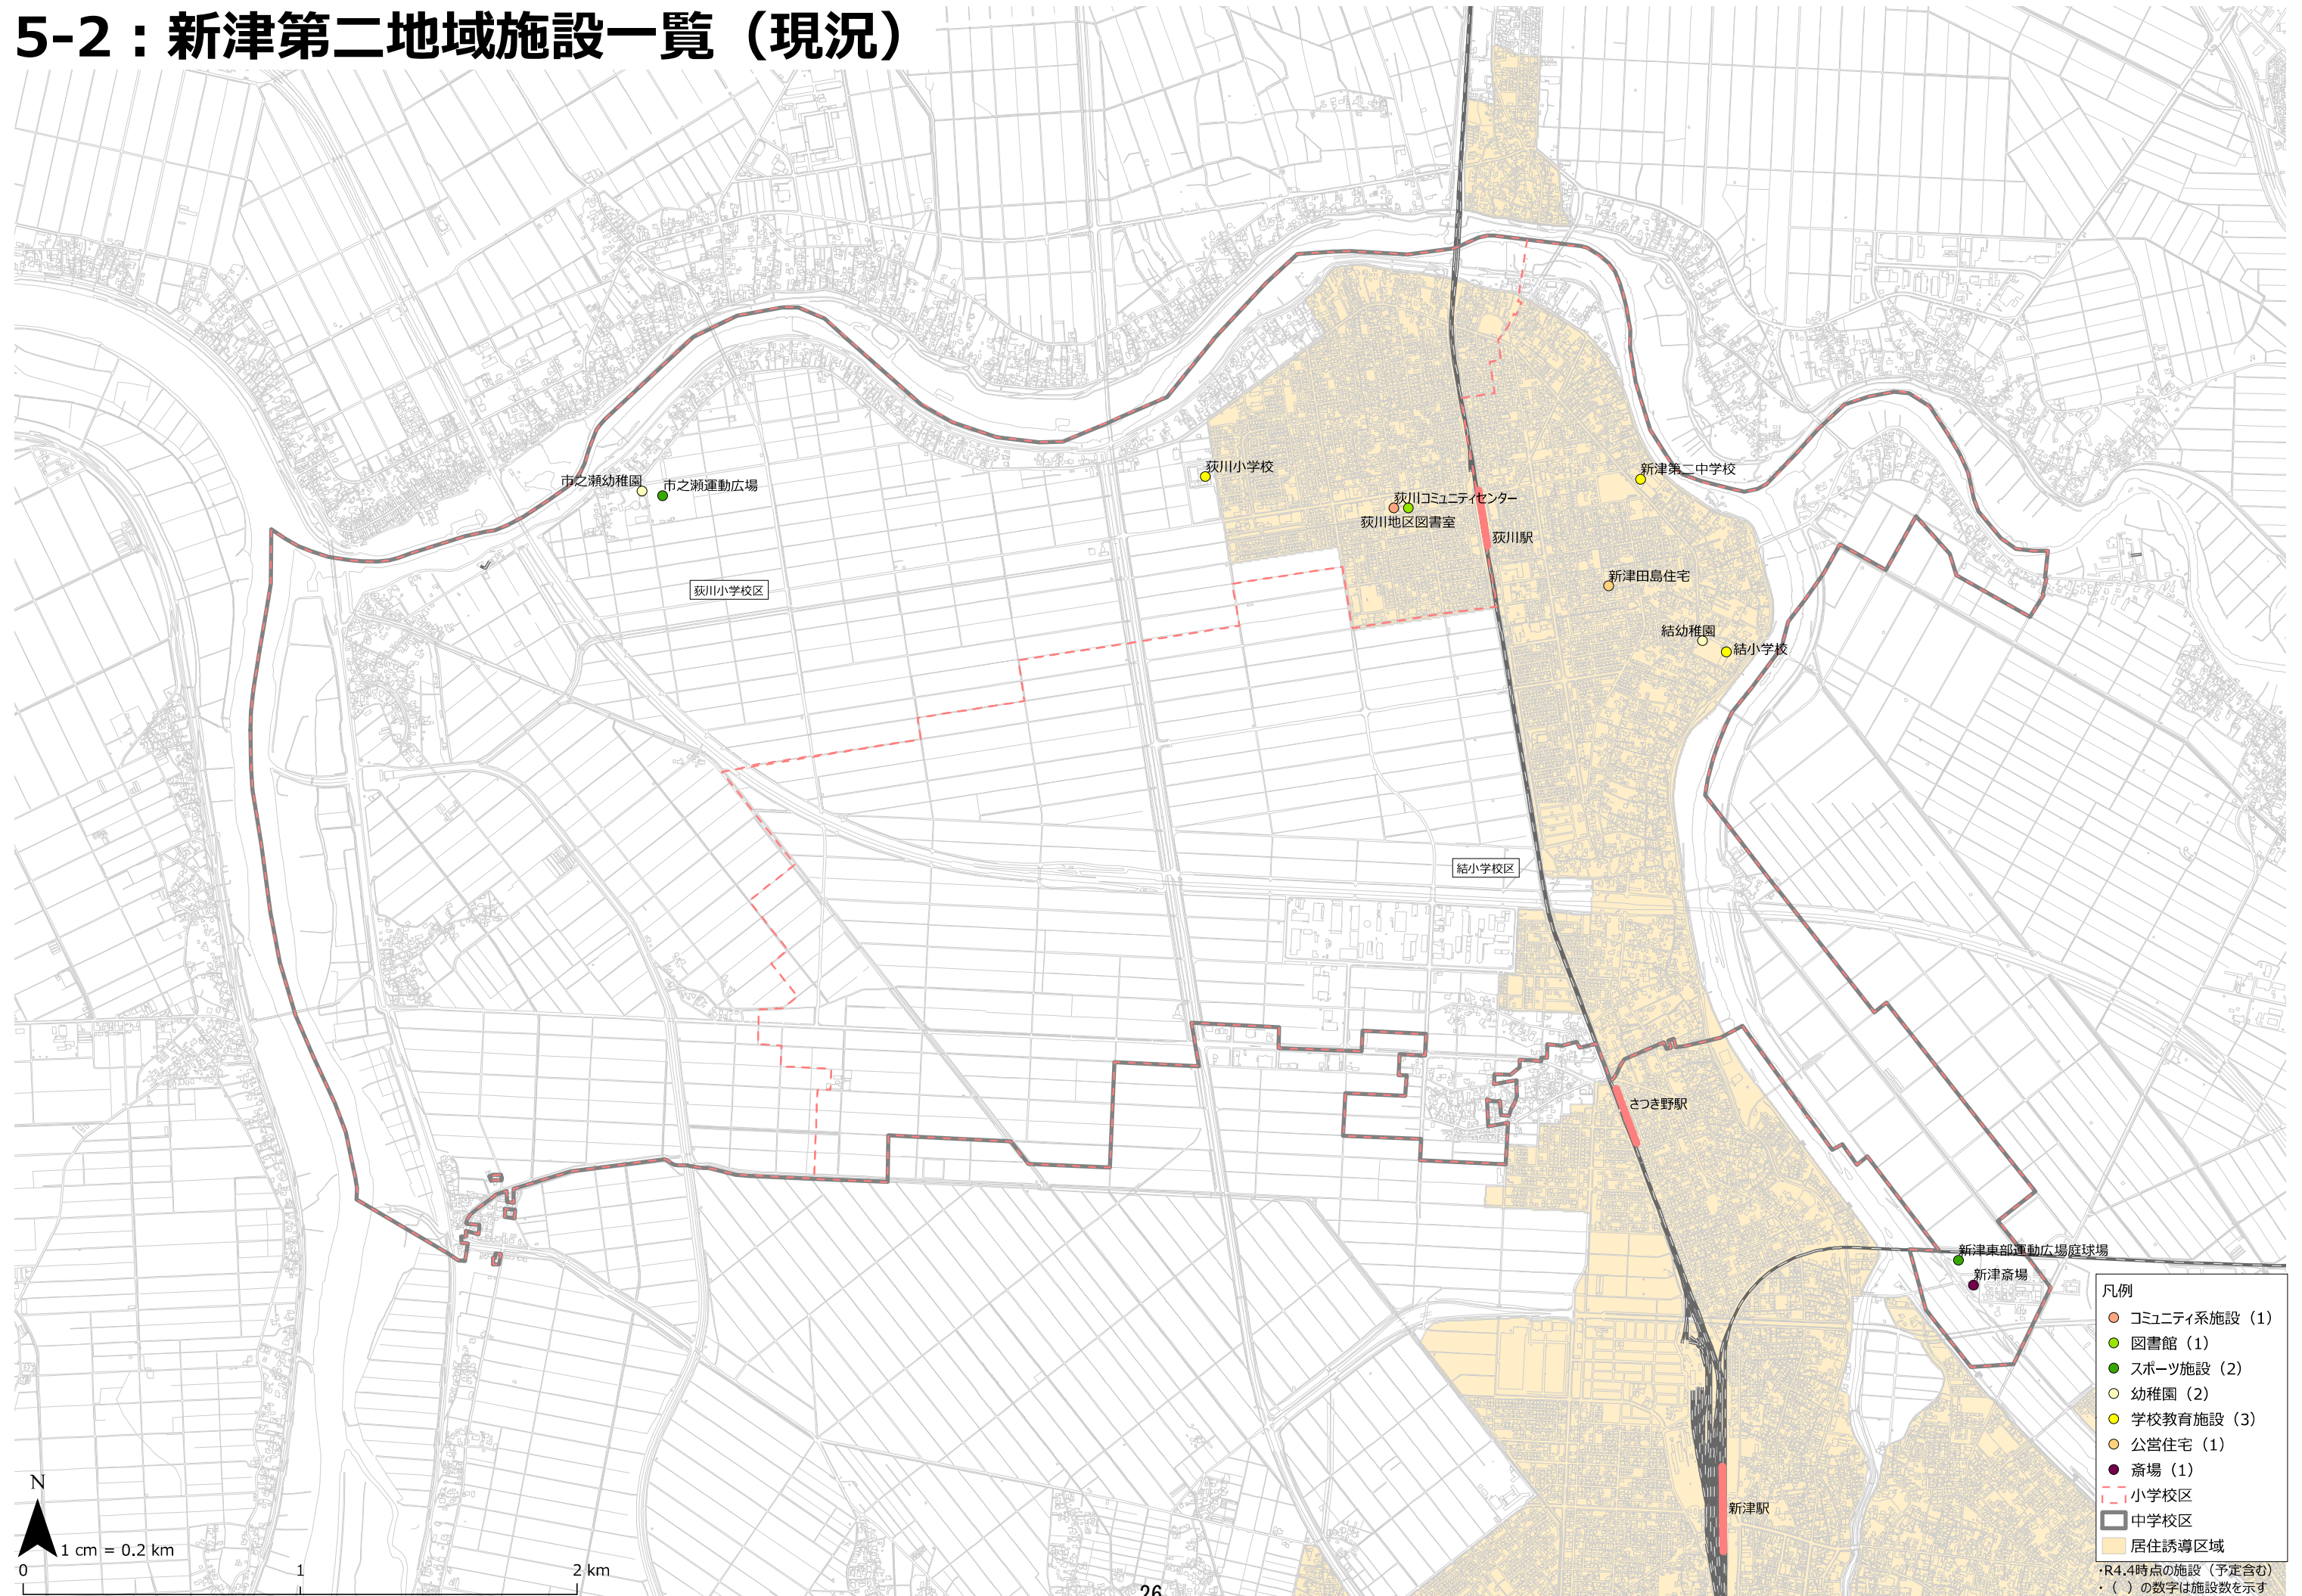 5-2：新津第二地域施設一覧（現況）
市之瀬幼稚園
市之瀬運動広場
荻川小学校
新津第二中学校
荻川コミュニティセンター
荻川地区図書室
荻川駅
新津田島住宅
荻川小学校区
結幼稚園
結小学校
結小学校区
さつき野駅
新津東部運動広場庭球場
新津斎場
新津駅
凡例
コミュニティ系施設（1）
図書館（1）
スポーツ施設（2）
幼稚園（2）
学校教育施設（3）
公営住宅（1）
斎場（1）
小学校区
中学校区
居住誘導区域
・R4.4時点の施設（予定含む）
・（ ）の数字は施設数を示す
N
1 cm = 0.2 km
0 1 2 km
26